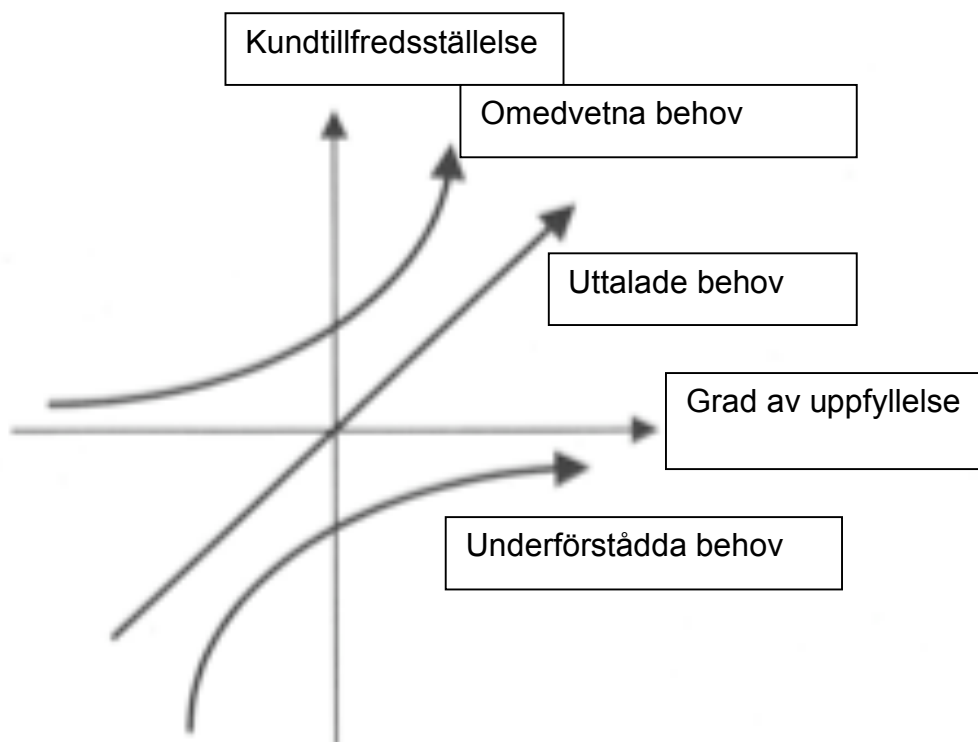 Kundtillfredsställelse
Omedvetna behov
Uttalade behov
Grad av uppfyllelse
Underförstådda behov